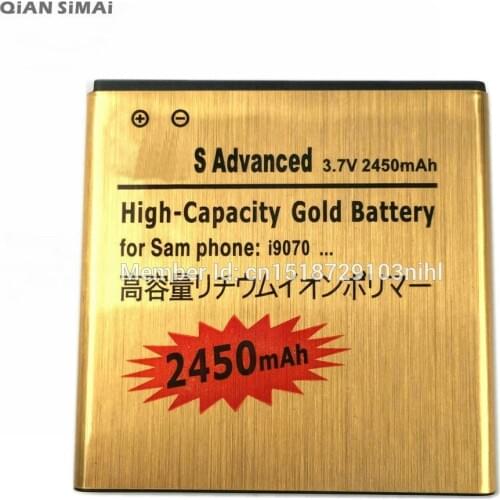 QiAN SiMAi
S Advanced 3.7V 2450mAh
High-Capacity Gold Battery
for Sam phone: i9070 ...
Member Id: cn1518729103nihl
高容量リチウムイオンポリマー
2450mAh